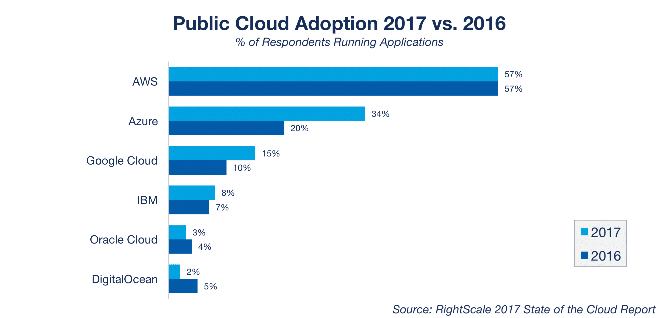 Public Cloud Adoption 2017 vs. 2016
% of Respondents Running Applications
AWS
57%
57%
Azure
34%
20%
Google Cloud
15%
10%
IBM
8%
7%
Oracle Cloud
3%
4%
DigitalOcean
2%
5%
2017
2016
Source: RightScale 2017 State of the Cloud Report